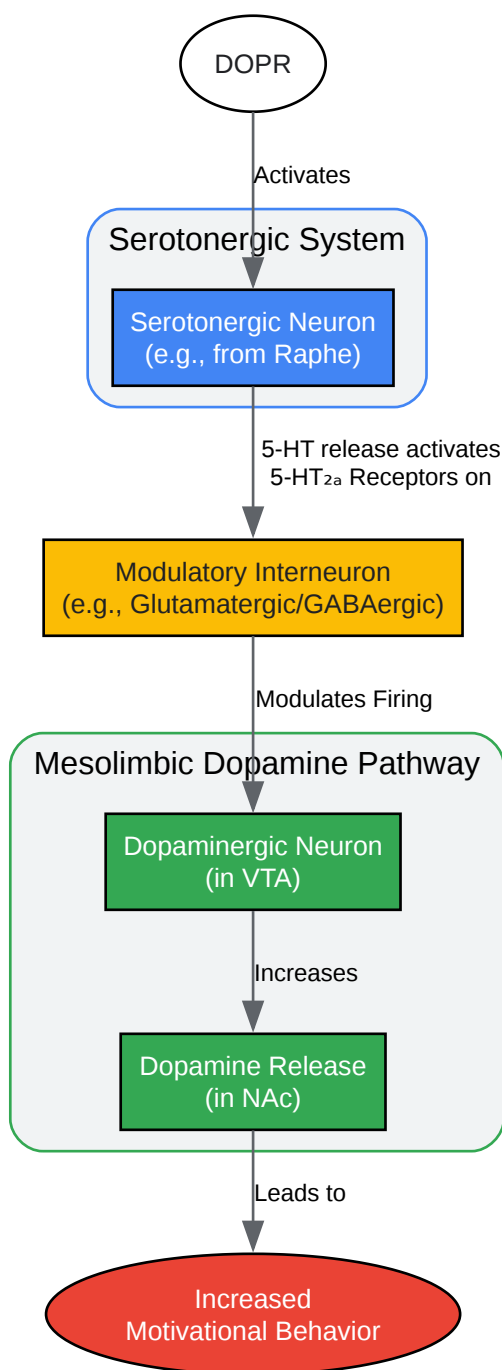 DOPR
Activates
Serotonergic System
Serotonergic Neuron
(e.g., from Raphe)
5-HT release activates
5-HT₂ₐ Receptors on
Modulatory Interneuron
(e.g., Glutamatergic/GABAergic)
Modulates Firing
Mesolimbic Dopamine Pathway
Dopaminergic Neuron
(in VTA)
Increases
Dopamine Release
(in NAc)
Leads to
Increased
Motivational Behavior